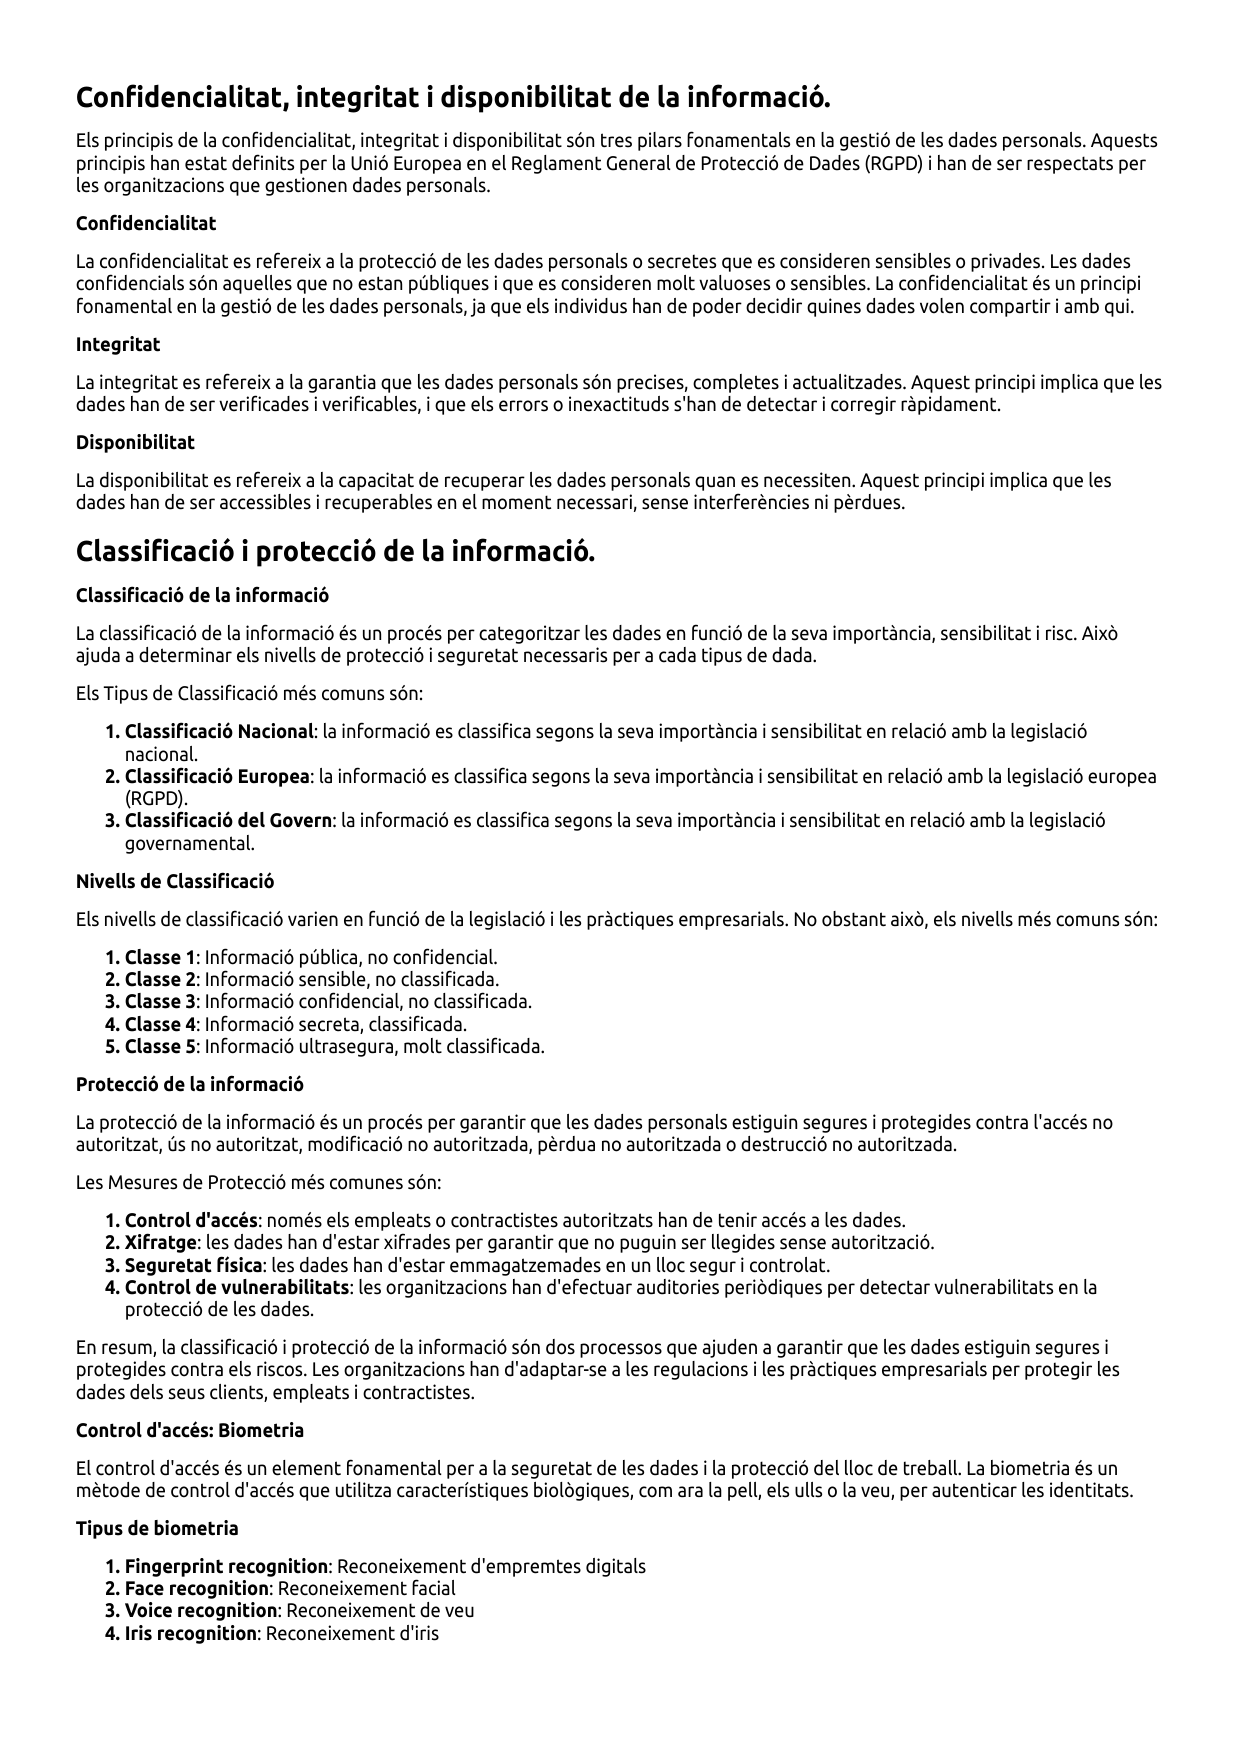 Confidencialitat, integritat i disponibilitat de la informació.
Els principis de la confidencialitat, integritat i disponibilitat són tres pilars fonamentals en la gestió de les dades personals. Aquests
principis han estat definits per la Unió Europea en el Reglament General de Protecció de Dades (RGPD) i han de ser respectats per
les organitzacions que gestionen dades personals.
Confidencialitat
La confidencialitat es refereix a la protecció de les dades personals o secretes que es consideren sensibles o privades. Les dades
confidencials són aquelles que no estan públiques i que es consideren molt valuoses o sensibles. La confidencialitat és un principi
fonamental en la gestió de les dades personals, ja que els individus han de poder decidir quines dades volen compartir i amb qui.
Integritat
La integritat es refereix a la garantia que les dades personals són precises, completes i actualitzades. Aquest principi implica que les
dades han de ser verificades i verificables, i que els errors o inexactituds s'han de detectar i corregir ràpidament.
Disponibilitat
La disponibilitat es refereix a la capacitat de recuperar les dades personals quan es necessiten. Aquest principi implica que les
dades han de ser accessibles i recuperables en el moment necessari, sense interferències ni pèrdues.
Classificació i protecció de la informació.
Classificació de la informació
La classificació de la informació és un procés per categoritzar les dades en funció de la seva importància, sensibilitat i risc. Això
ajuda a determinar els nivells de protecció i seguretat necessaris per a cada tipus de dada.
Els Tipus de Classificació més comuns són:
1. Classificació Nacional: la informació es classifica segons la seva importància i sensibilitat en relació amb la legislació
nacional.
2. Classificació Europea: la informació es classifica segons la seva importància i sensibilitat en relació amb la legislació europea
(RGPD).
3. Classificació del Govern: la informació es classifica segons la seva importància i sensibilitat en relació amb la legislació
governamental.
Nivells de Classificació
Els nivells de classificació varien en funció de la legislació i les pràctiques empresarials. No obstant això, els nivells més comuns són:
1. Classe 1: Informació pública, no confidencial.
2. Classe 2: Informació sensible, no classificada.
3. Classe 3: Informació confidencial, no classificada.
4. Classe 4: Informació secreta, classificada.
5. Classe 5: Informació ultrasegura, molt classificada.
Protecció de la informació
La protecció de la informació és un procés per garantir que les dades personals estiguin segures i protegides contra l'accés no
autoritzat, ús no autoritzat, modificació no autoritzada, pèrdua no autoritzada o destrucció no autoritzada.
Les Mesures de Protecció més comunes són:
1. Control d'accés: només els empleats o contractistes autoritzats han de tenir accés a les dades.
2. Xifratge: les dades han d'estar xifrades per garantir que no puguin ser llegides sense autorització.
3. Seguretat física: les dades han d'estar emmagatzemades en un lloc segur i controlat.
4. Control de vulnerabilitats: les organitzacions han d'efectuar auditories periòdiques per detectar vulnerabilitats en la
protecció de les dades.
En resum, la classificació i protecció de la informació són dos processos que ajuden a garantir que les dades estiguin segures i
protegides contra els riscos. Les organitzacions han d'adaptar-se a les regulacions i les pràctiques empresarials per protegir les
dades dels seus clients, empleats i contractistes.
Control d'accés: Biometria
El control d'accés és un element fonamental per a la seguretat de les dades i la protecció del lloc de treball. La biometria és un
mètode de control d'accés que utilitza característiques biològiques, com ara la pell, els ulls o la veu, per autenticar les identitats.
Tipus de biometria
1. Fingerprint recognition: Reconeixement d'empremtes digitals
2. Face recognition: Reconeixement facial
3. Voice recognition: Reconeixement de veu
4. Iris recognition: Reconeixement d'iris